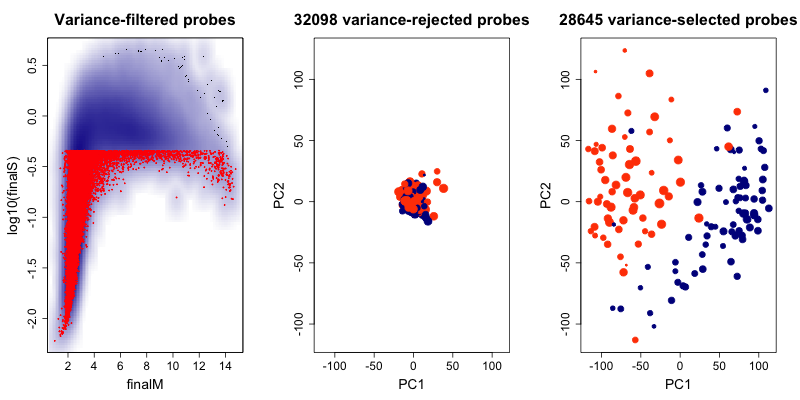 Variance-filtered probes
32098 variance-rejected probes
28645 variance-selected probes
log10(finalS)
0.5
0.0
-0.5
-1.0
-1.5
-2.0
2 4 6 8 10 12 14
finalM
PC2
100
50
0
-50
-100
-100 -50 0 50 100
PC1
PC2
100
50
0
-50
-100
-100 -50 0 50 100
PC1